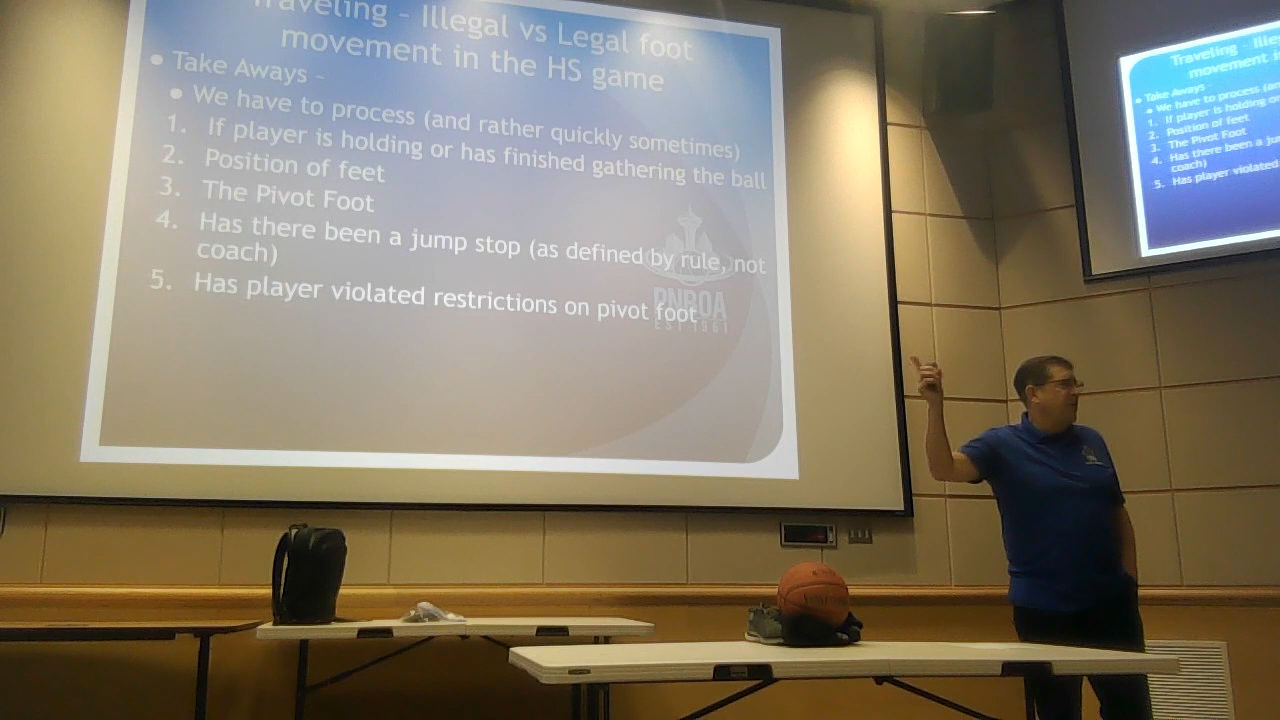 Traveling - Illegal vs Legal foot
movement in the HS game
• Take Aways -
• We have to process (and rather quickly sometimes)
1. If player is holding or has finished gathering the ball
2. Position of feet
3. The Pivot Foot
4. Has there been a jump stop (as defined by rule, not
coach)
5. Has player violated restrictions on pivot foot
PNBOA
EST 1961
Traveling - Ille
movement i
• Take Aways -
• We have to process (an
1. If player is holding o
2. Position of feet
3. The Pivot Foot
4. Has there been a ju
coach)
5. Has player violated